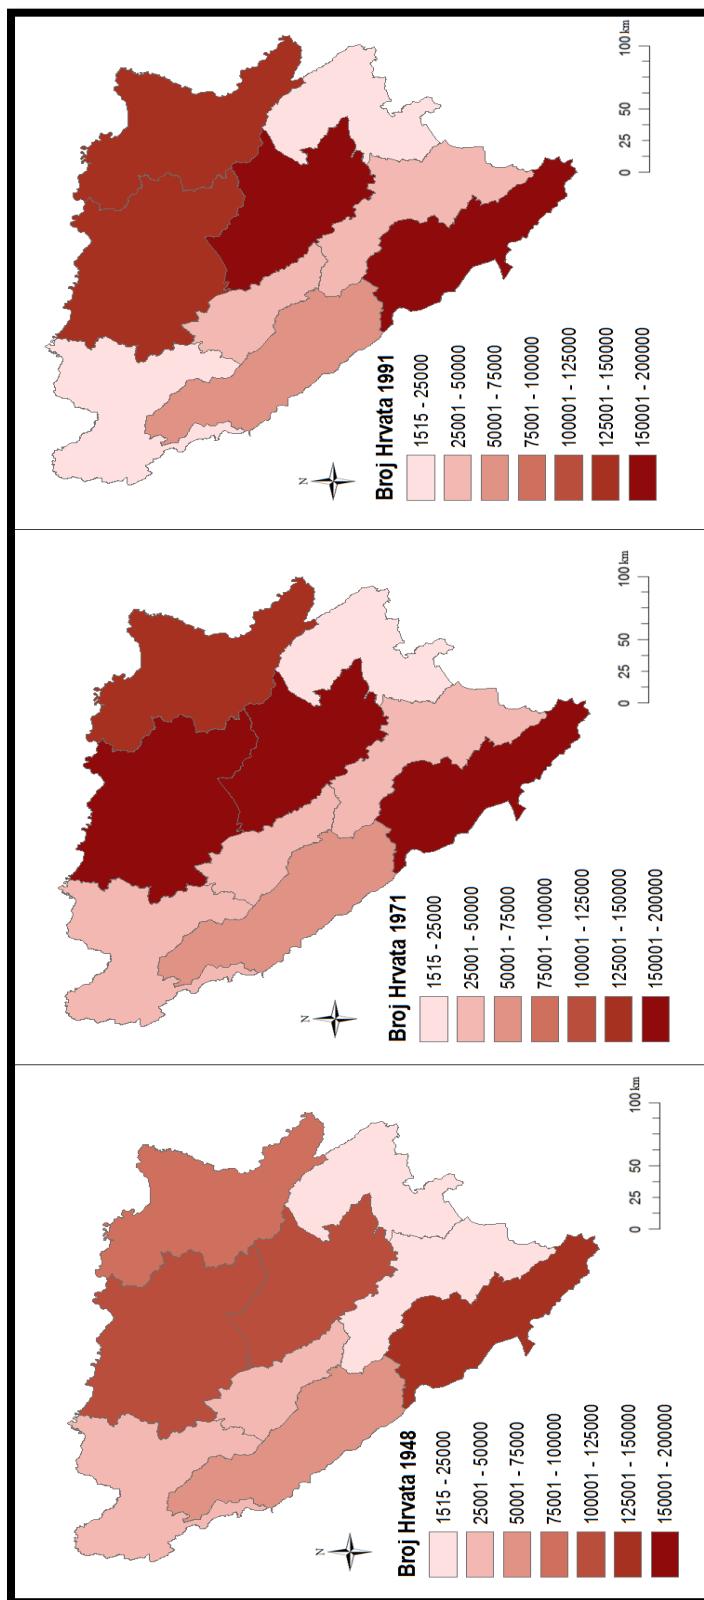 N
Broj Hrvata 1948
1515 - 25000
25001 - 50000
50001 - 75000
75001 - 100000
100001 - 125000
125001 - 150000
150001 - 200000
0 25 50 100 km
N
Broj Hrvata 1971
1515 - 25000
25001 - 50000
50001 - 75000
75001 - 100000
100001 - 125000
125001 - 150000
150001 - 200000
0 25 50 100 km
N
Broj Hrvata 1991
1515 - 25000
25001 - 50000
50001 - 75000
75001 - 100000
100001 - 125000
125001 - 150000
150001 - 200000
0 25 50 100 km